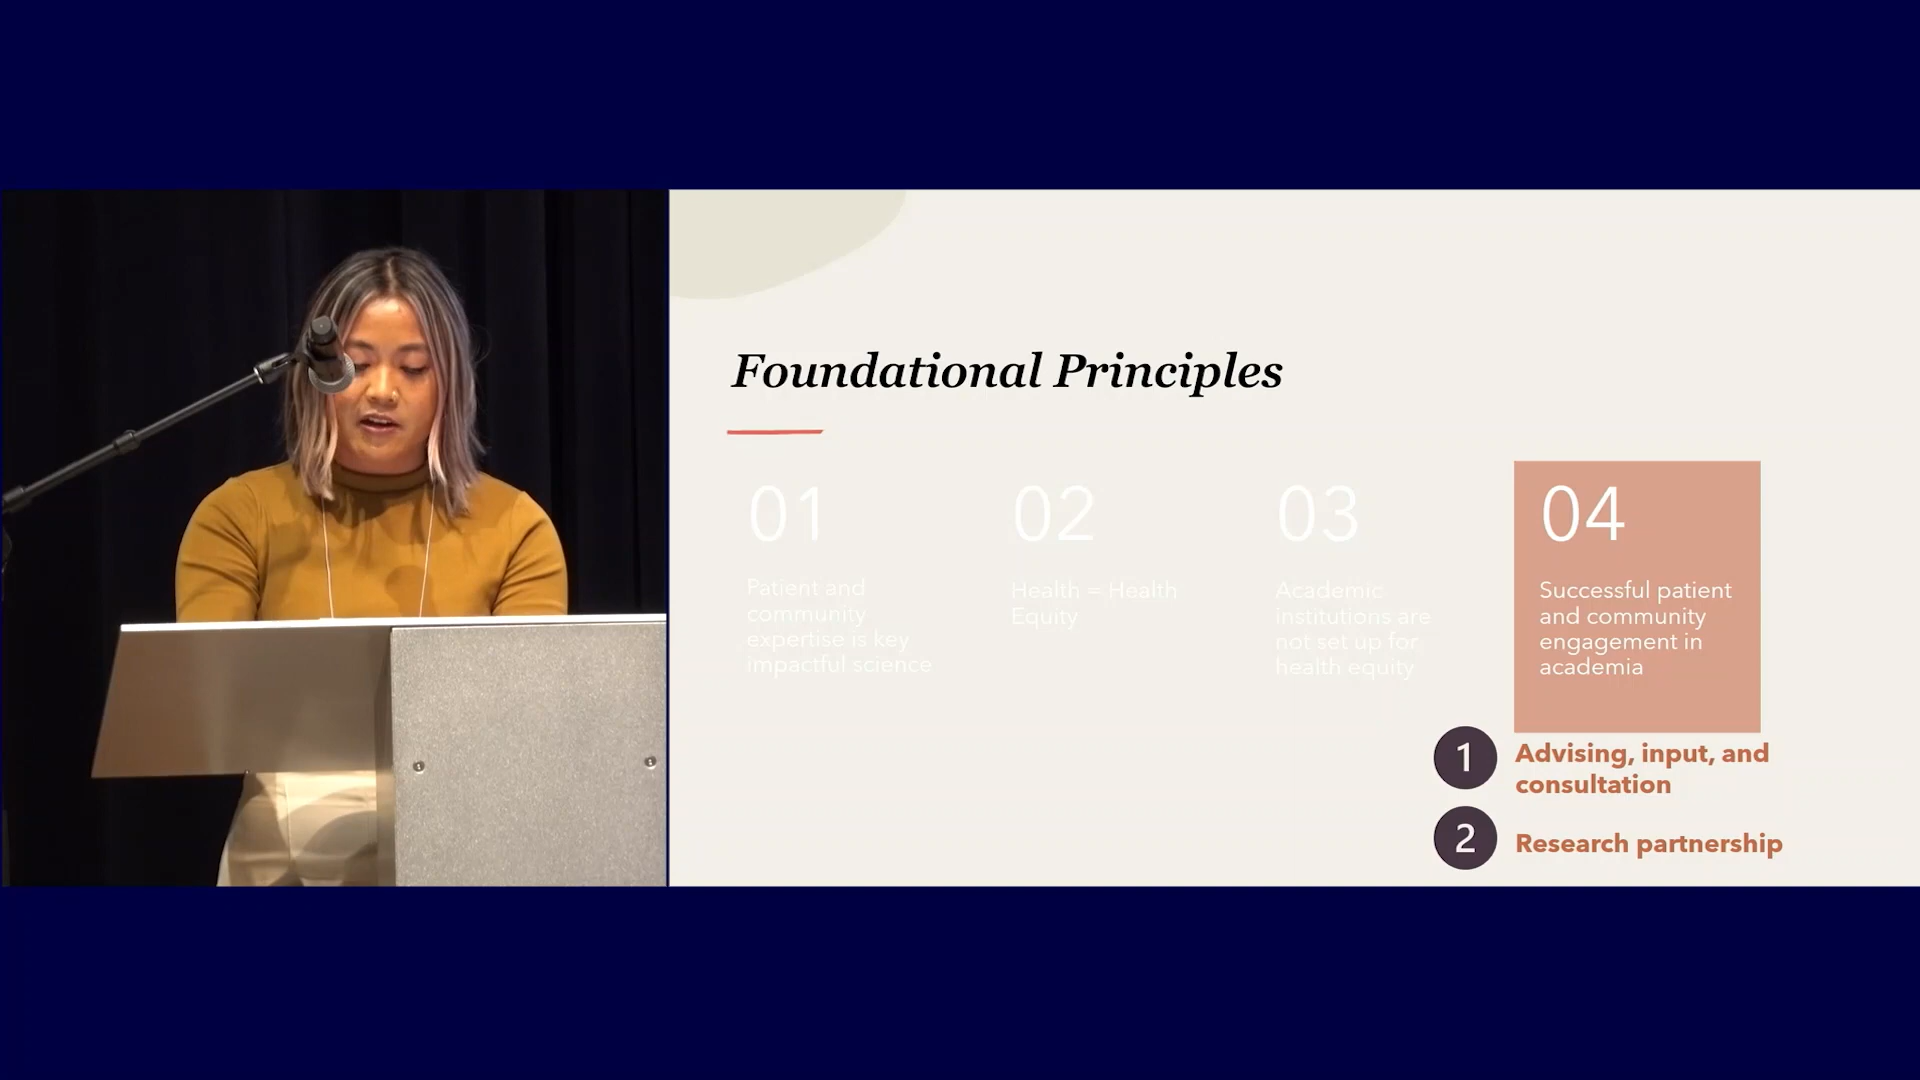 Foundational Principles
01
Patient and
community
expertise is key
impactful science
02
Health = Health
Equity
03
Academic
institutions are
not set up for
health equity
04
Successful patient
and community
engagement in
academia
1
Advising, input, and
consultation
2
Research partnership